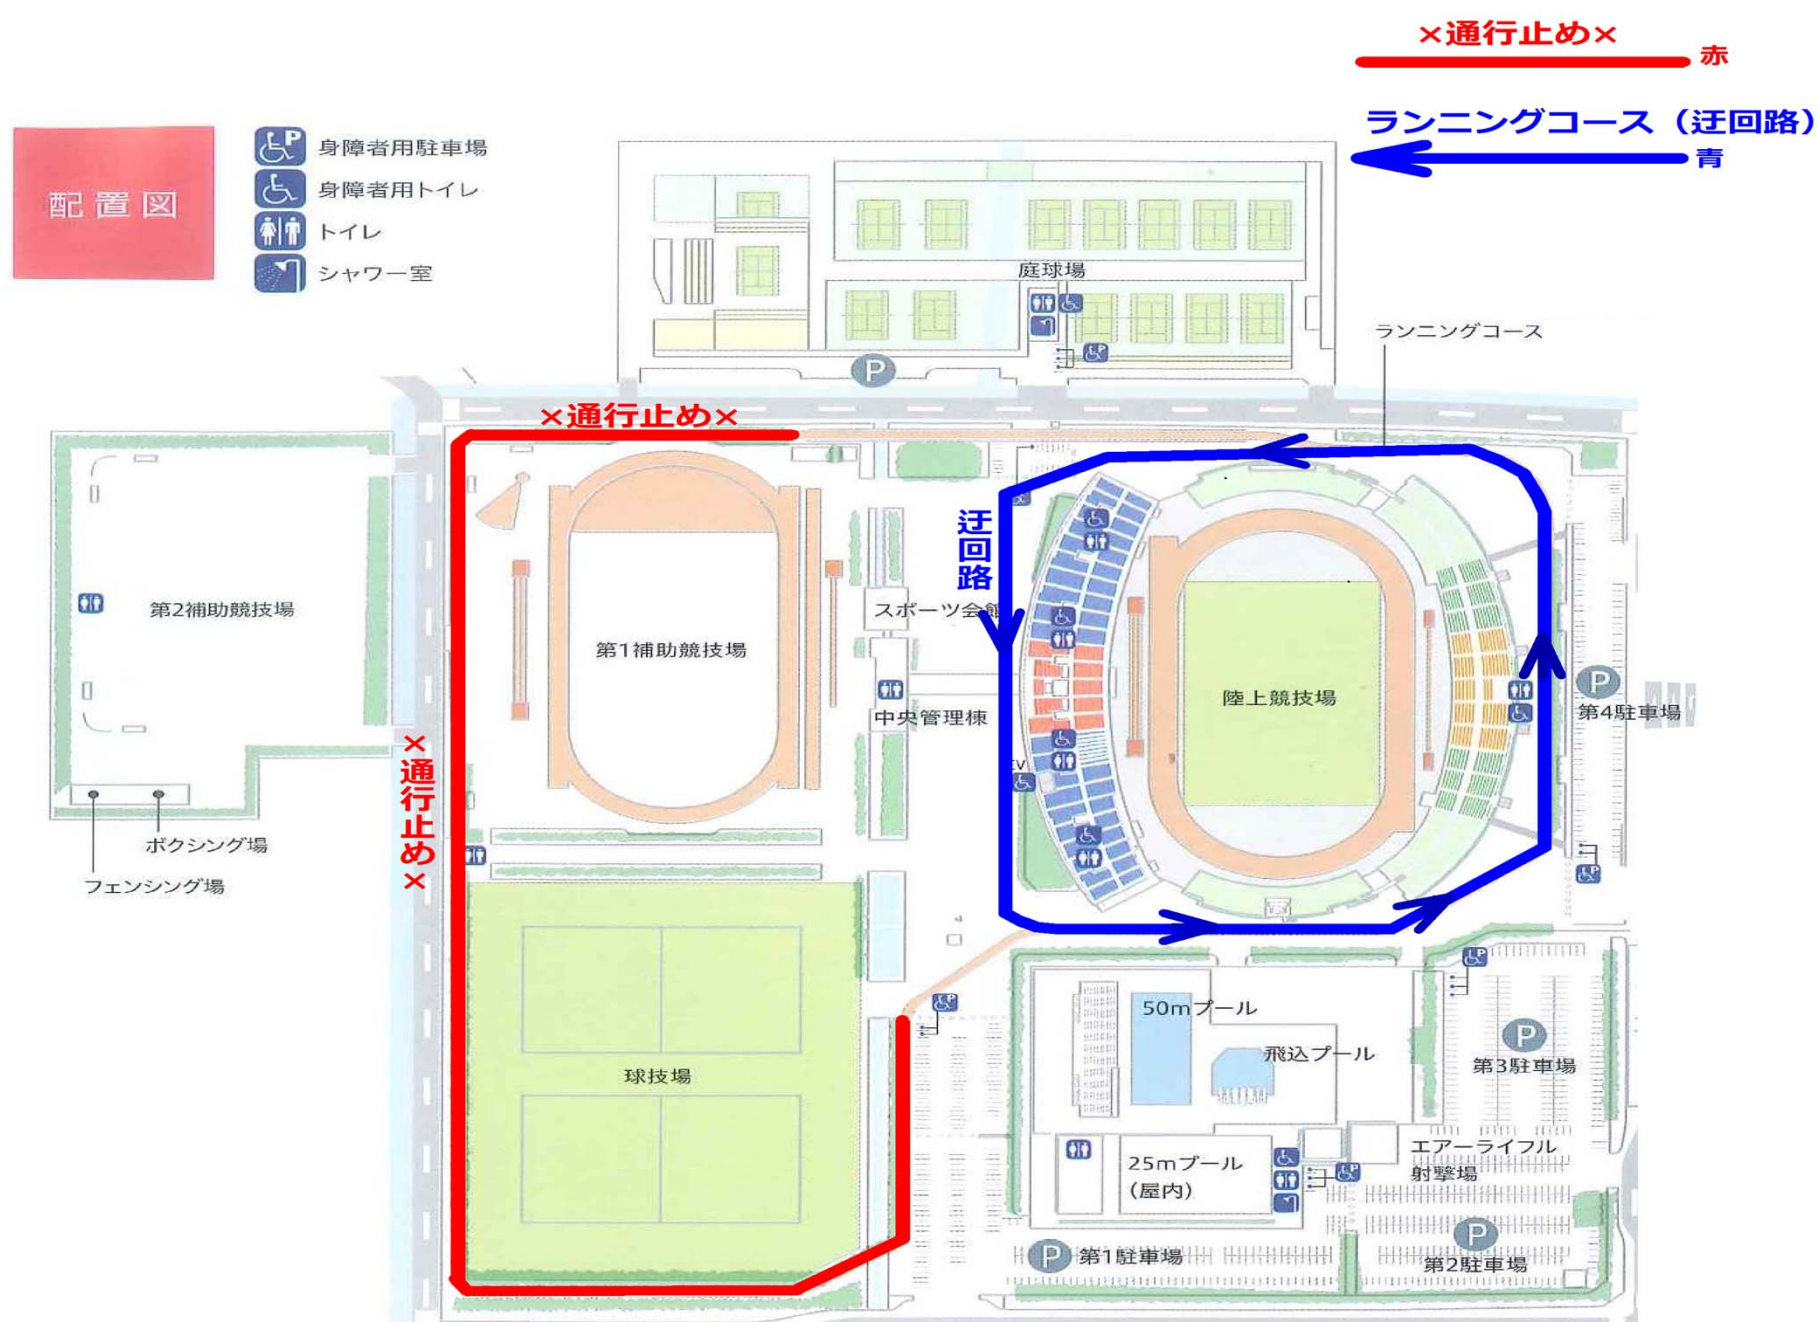 ×通行止め×
赤
ランニングコース（迂回路）
青
配置図
身障者用駐車場
身障者用トイレ
トイレ
シャワー室
庭球場
ランニングコース
P
×通行止め×
迂回路
第2補助競技場
スポーツ会館
第1補助競技場
陸上競技場
P
中央管理棟
第4駐車場
×通行止め×
EV
ボクシング場
フェンシング場
50mプール
飛込プール
P
第3駐車場
球技場
エアーライフル
射撃場
25mプール
(屋内)
P
第1駐車場
P
第2駐車場